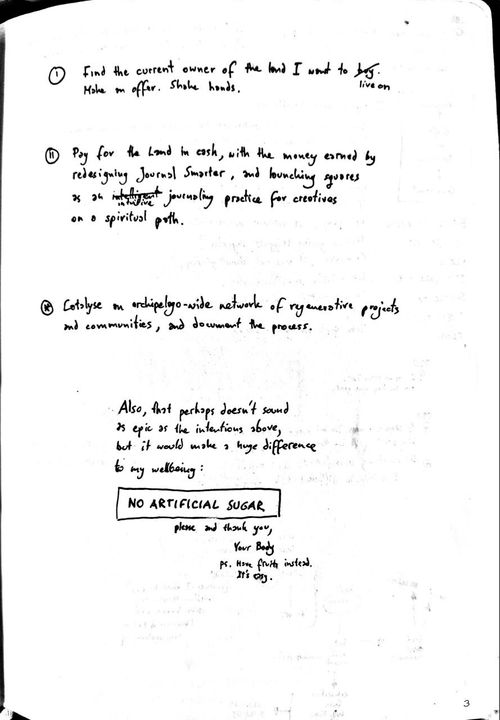 I Find the current owner of the land I want to buy.
live on
Make an offer. Shake hands.
II Pay for the Land in cash, with the money earned by
redesigning Journal Smarter, and launching squares
as an intelligent journaling practice for creatives
intuitive
on a spiritual path.
Catalyse an archipelago-wide network of regenerative projects
and communities, and document the process.
Also, that perhaps doesn't sound
as epic as the intentions above,
but it would make a huge difference
to my wellbeing:
NO ARTIFICIAL SUGAR
please and thank you,
Your Body
ps. Have fruits instead.
It's easy.
3